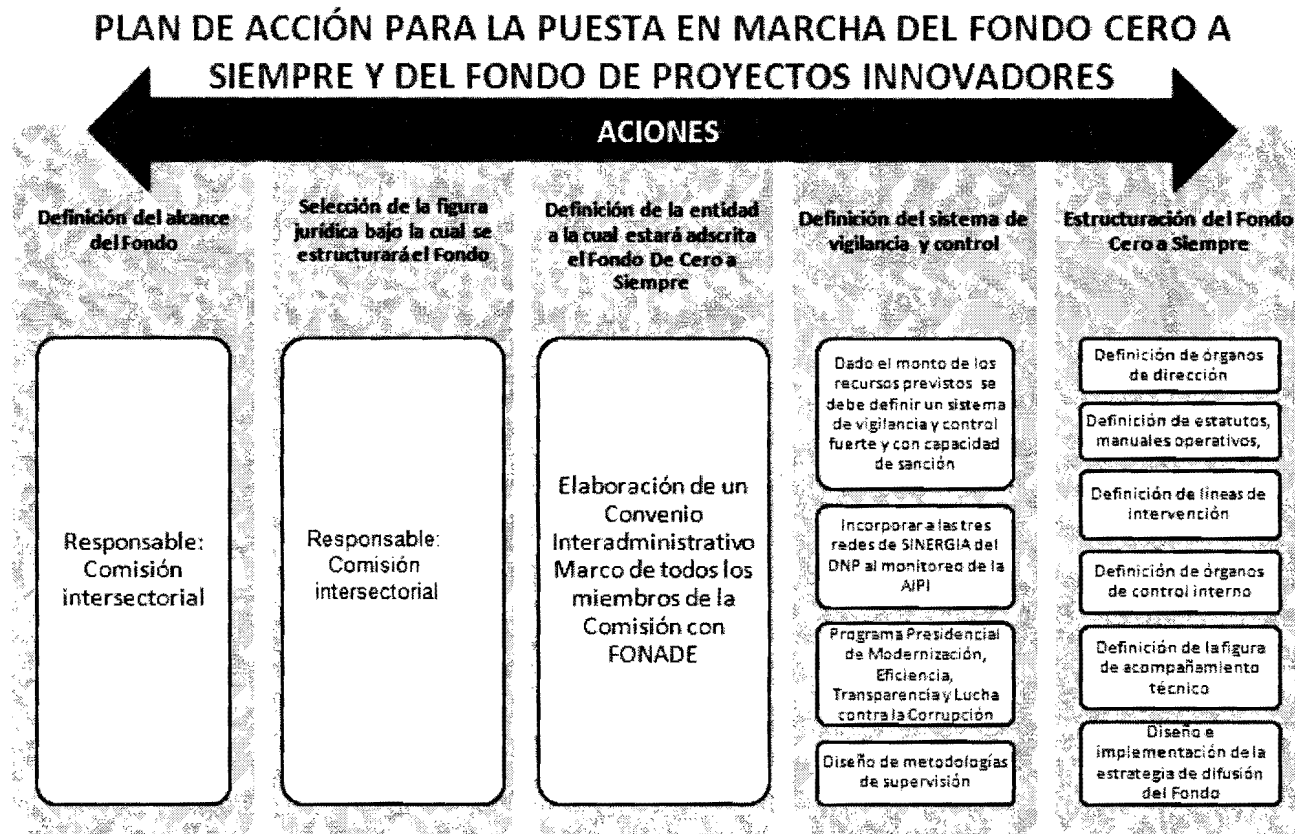 PLAN DE ACCIÓN PARA LA PUESTA EN MARCHA DEL FONDO CERO A
SIEMPRE Y DEL FONDO DE PROYECTOS INNOVADORES
ACIONES
Definición del alcance
del Fondo
Responsable:
Comisión
intersectorial
Selección de la figura
jurídica bajo la cual se
estructurará el Fondo
Responsable:
Comisión
intersectorial
Definición de la entidad
a la cual estará adscrita
el Fondo De Cero a
Siempre
Elaboración de un
Convenio
Interadministrativo
Marco de todos los
miembros de la
Comisión con
FONADE
Definición del sistema de
vigilancia y control
Dado el monto de los
recursos previstos se
debe definir un sistema
de vigilancia y control
fuerte y con capacidad
de sanción
Incorporar a las tres
redes de SINERGIA del
DNP al monitoreo de la
AIPI
Programa Presidencial
de Modernización,
Eficiencia,
Transparencia y Lucha
contra la Corrupción
Diseño de metodologías
de supervisión
Estructuración del Fondo
Cero a Siempre
Definición de órganos
de dirección
Definición de estatutos,
manuales operativos,
Definición de líneas de
intervención
Definición de órganos
de control interno
Definición de la figura
de acompañamiento
técnico
Diseño e
implementación de la
estrategia de difusión
del Fondo